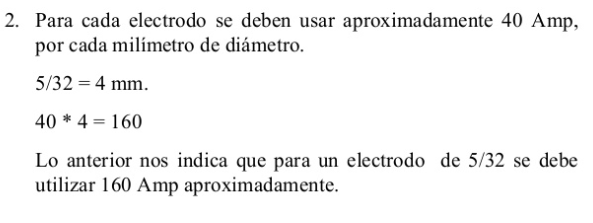 2. Para cada electrodo se deben usar aproximadamente 40 Amp,
por cada milímetro de diámetro.
5/32 = 4 mm.
40 * 4 = 160
Lo anterior nos indica que para un electrodo de 5/32 se debe
utilizar 160 Amp aproximadamente.